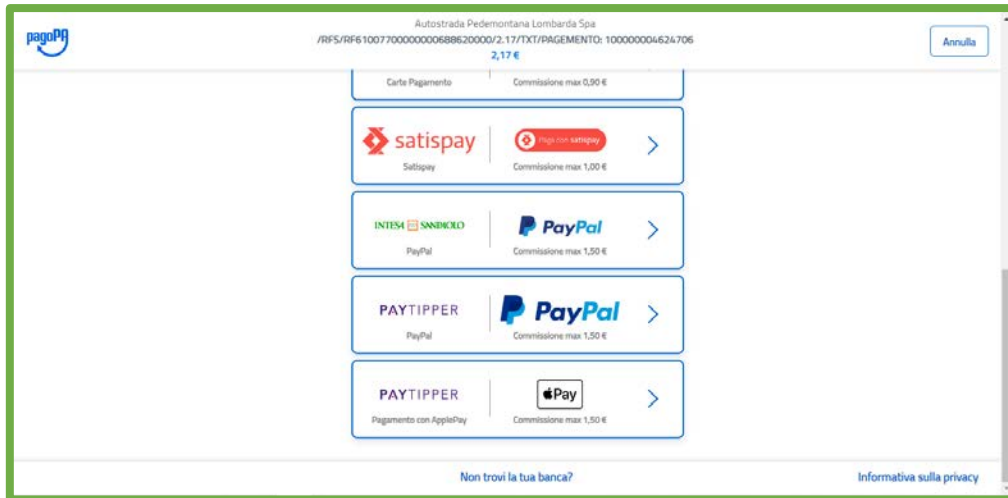 pagoPA
Autostrada Pedemontana Lombarda Spa
/RFS/RF61007700000000688620000/2.17/TXT/PAGEMENTO: 100000004624706
2,17 €
Annulla
Carte Pagamento
Commissione max 0,90 €
satispay
Paga con satispay
Satispay
Commissione max 1,00 €
INTESA SANPAOLO
PayPal
PayPal
Commissione max 1,50 €
PAYTIPPER
PayPal
PayPal
Commissione max 1,50 €
PAYTIPPER
Pay
Pagamento con ApplePay
Commissione max 1,50 €
Non trovi la tua banca?
Informativa sulla privacy